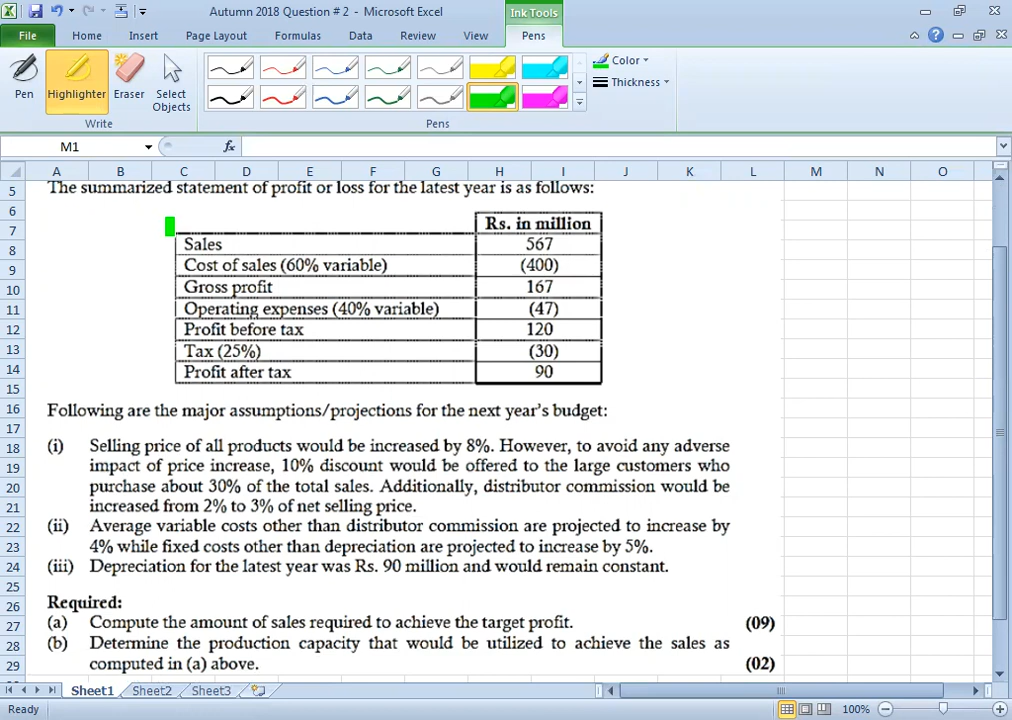 Autumn 2018 Question # 2 - Microsoft Excel
Ink Tools
File Home Insert Page Layout Formulas Data Review View Pens
Pen Highlighter Eraser Select Objects
Color
Thickness
Write Pens
M1 fx
A B C D E F G H I J K L M N O
5 The summarized statement of profit or loss for the latest year is as follows:
6
7 Rs. in million
8 Sales 567
9 Cost of sales (60% variable) (400)
10 Gross profit 167
11 Operating expenses (40% variable) (47)
12 Profit before tax 120
13 Tax (25%) (30)
14 Profit after tax 90
15
16 Following are the major assumptions/projections for the next year's budget:
17
18 (i) Selling price of all products would be increased by 8%. However, to avoid any adverse
19 impact of price increase, 10% discount would be offered to the large customers who
20 purchase about 30% of the total sales. Additionally, distributor commission would be
21 increased from 2% to 3% of net selling price.
22 (ii) Average variable costs other than distributor commission are projected to increase by
23 4% while fixed costs other than depreciation are projected to increase by 5%.
24 (iii) Depreciation for the latest year was Rs. 90 million and would remain constant.
25
26 Required:
27 (a) Compute the amount of sales required to achieve the target profit. (09)
28 (b) Determine the production capacity that would be utilized to achieve the sales as
29 computed in (a) above. (02)
Sheet1 Sheet2 Sheet3
Ready 100%